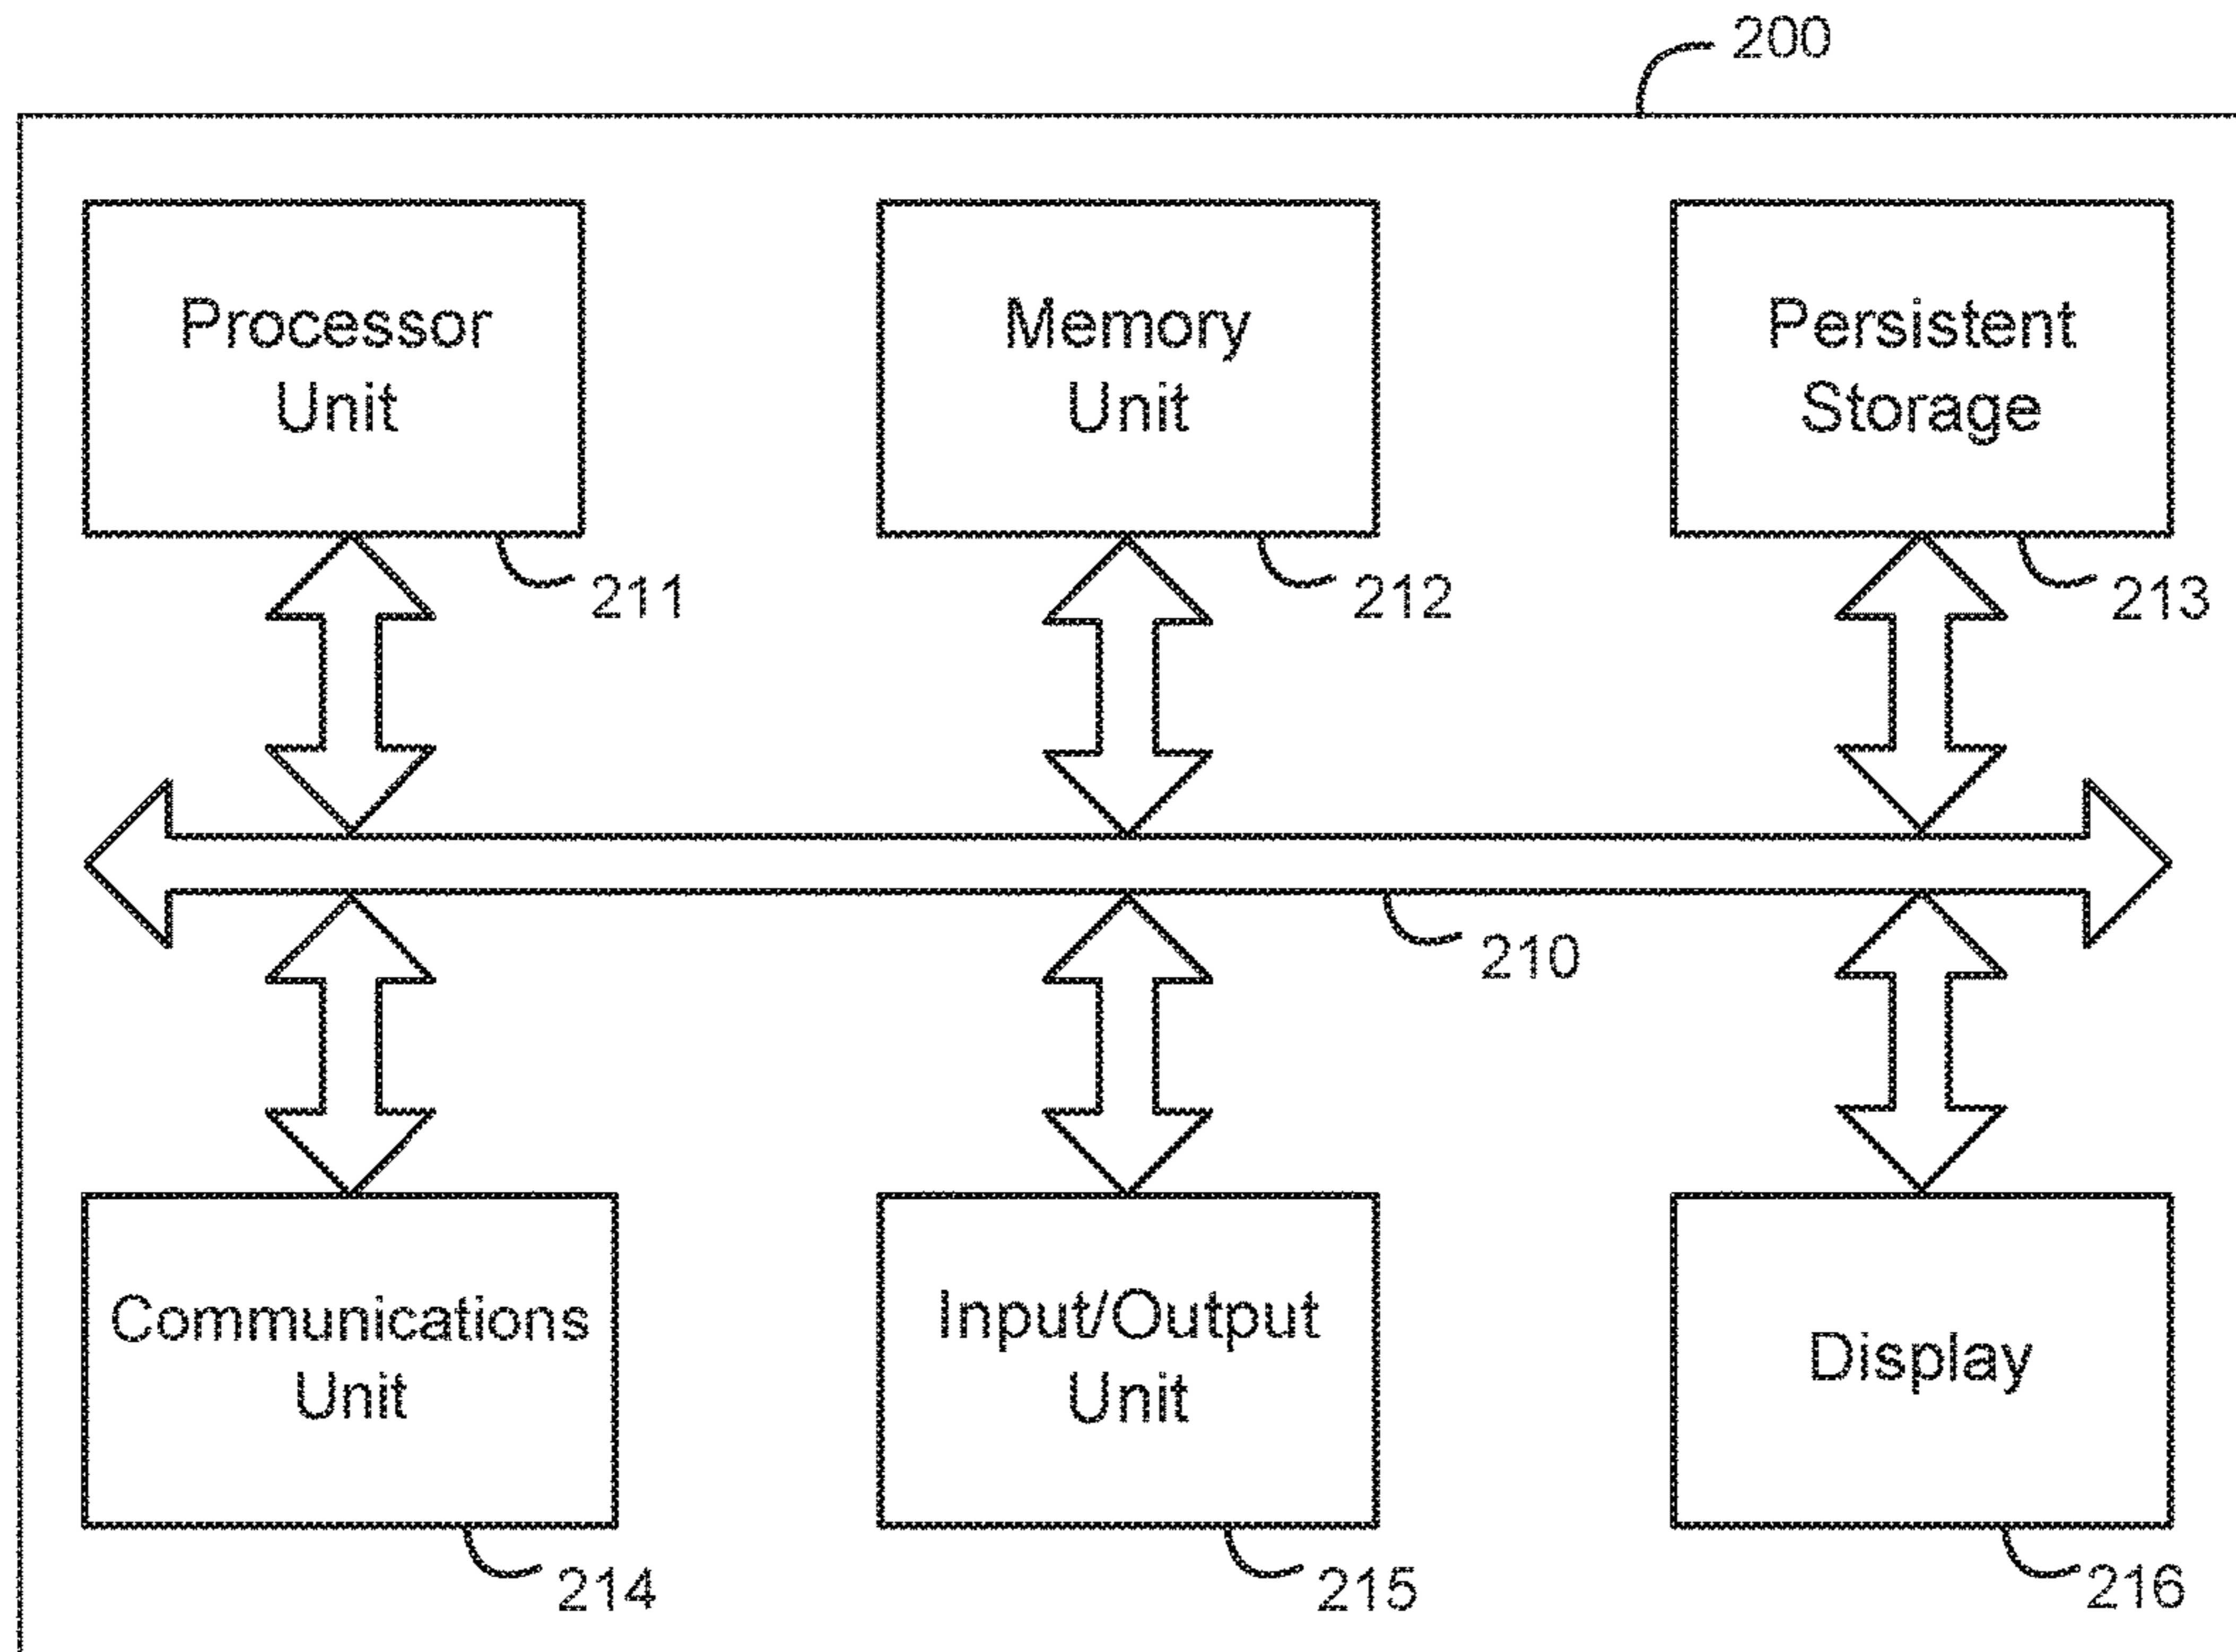 200
Processor
Unit
Memory
Unit
Persistent
Storage
211
212
213
210
Communications
Unit
Input/Output
Unit
Display
214
215
216